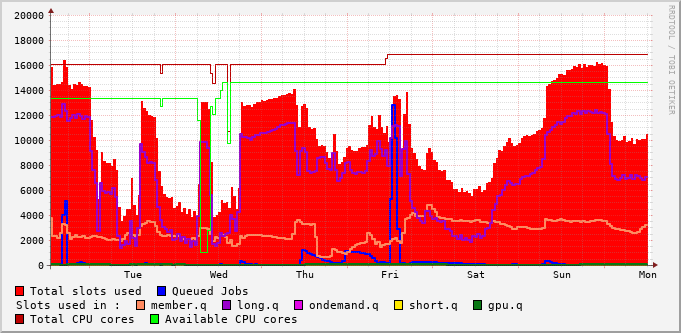 20000
18000
16000
14000
12000
10000
8000
6000
4000
2000
0
Tue Wed Thu Fri Sat Sun Mon
RRDTOOL / TOBI OETIKER
Total slots used Queued Jobs
Slots used in : member.q long.q ondemand.q short.q gpu.q
Total CPU cores Available CPU cores